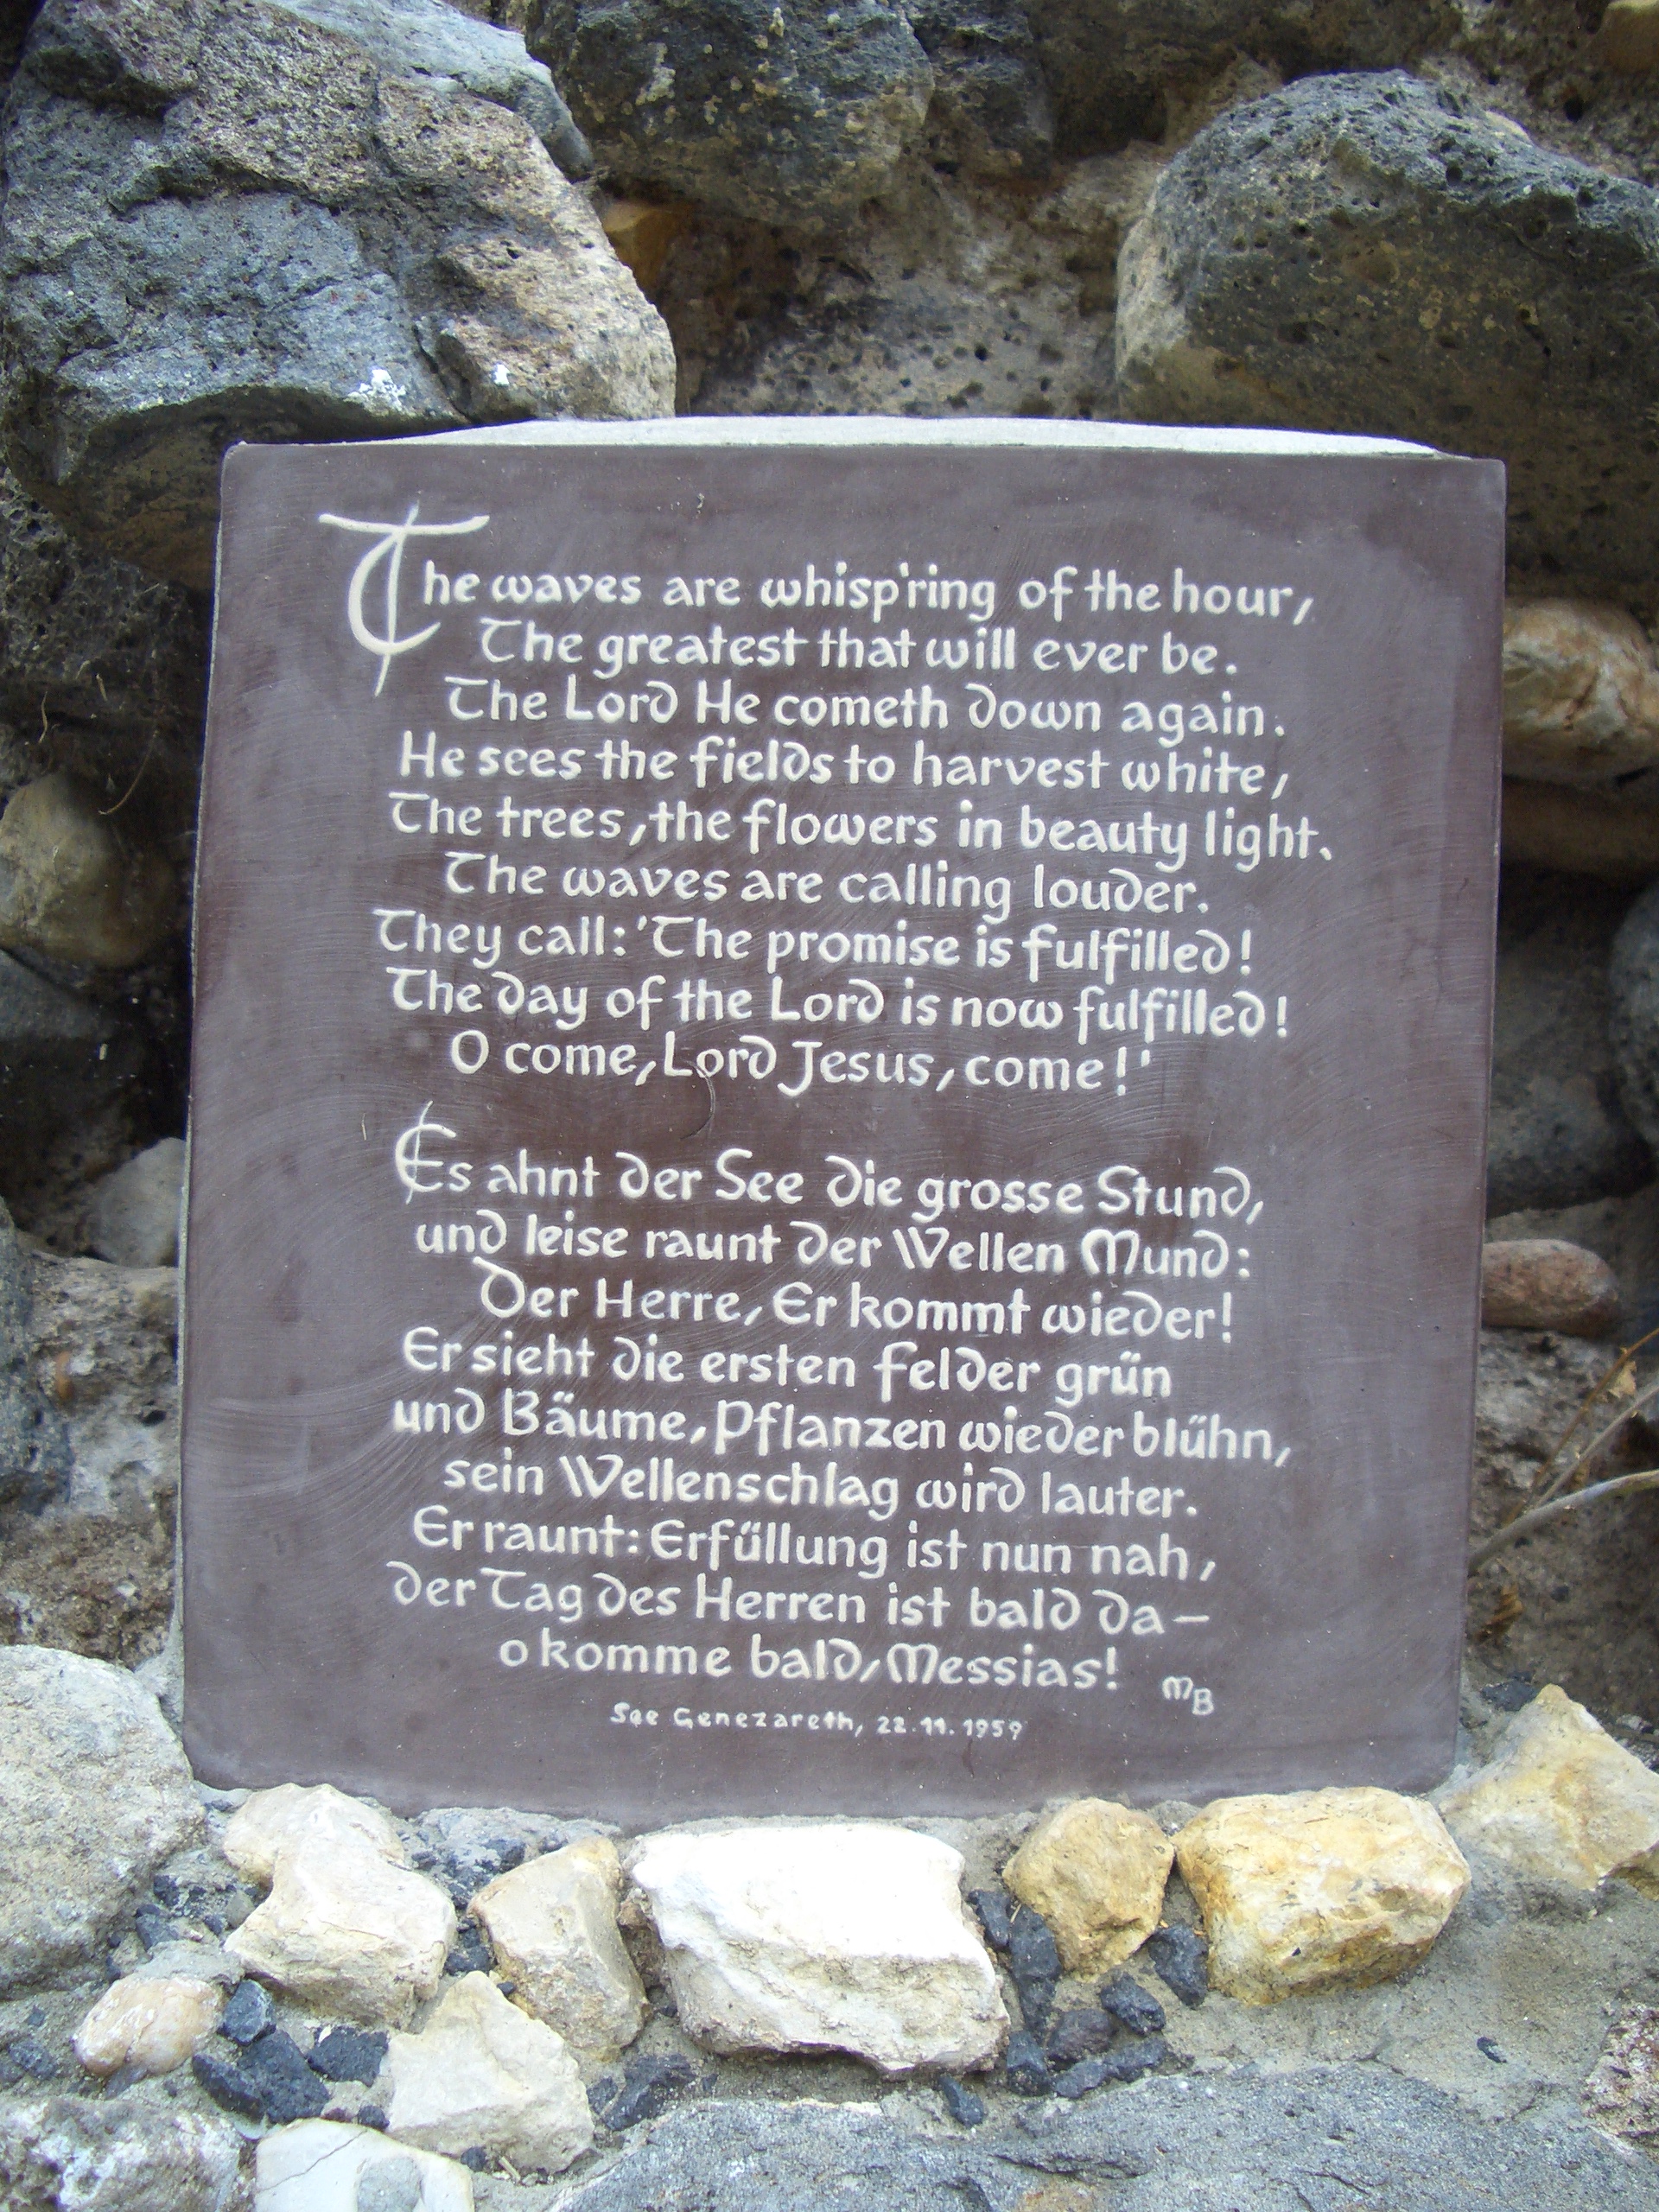 The waves are whisp'ring of the hour,
The greatest that will ever be.
The Lord He cometh down again.
He sees the fields to harvest white,
The trees, the flowers in beauty light.
The waves are calling louder.
They call: 'The promise is fulfilled!
The day of the Lord is now fulfilled!
O come, Lord Jesus, come!'
Es ahnt der See die grosse Stund,
und leise raunt der Wellen Mund:
Der Herre, Er kommt wieder!
Er sieht die ersten Felder grün
und Bäume, Pflanzen wieder blühn,
sein Wellenschlag wird lauter.
Er raunt: Erfüllung ist nun nah,
der Tag des Herren ist bald da—
o komme bald, Messias! MB
See Genezareth, 22.11.1959